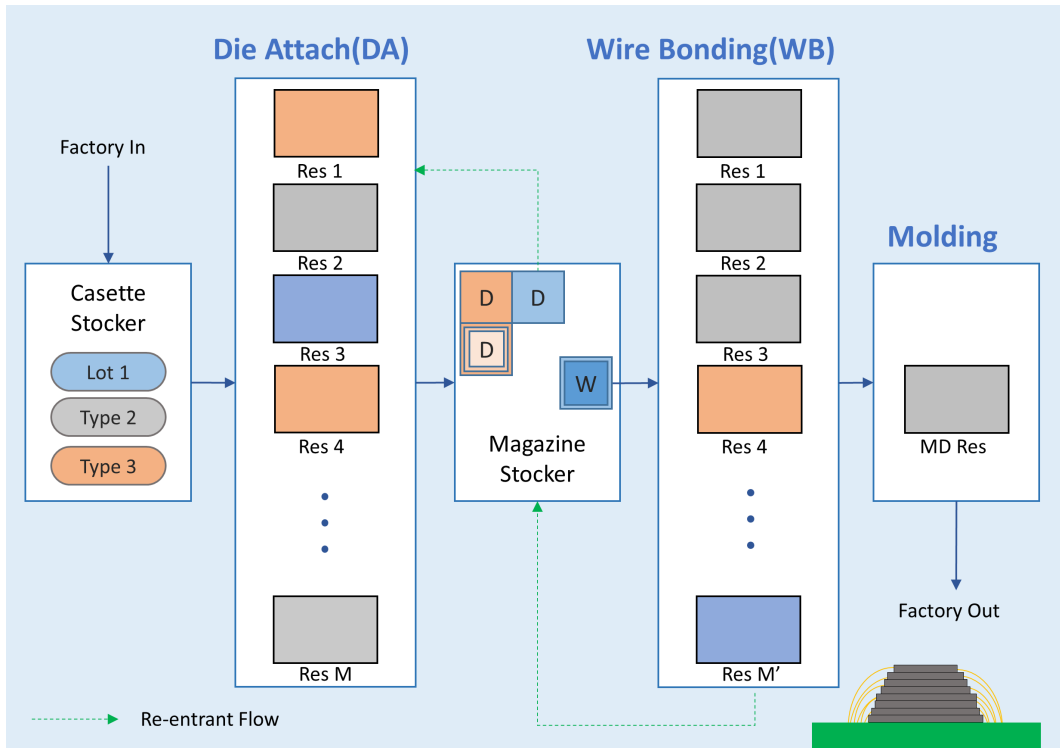 Die Attach(DA)
Wire Bonding(WB)
Factory In
Res 1
Res 2
Res 3
Res 4
Res M
Res 1
Res 2
Res 3
Res 4
Res M’
Molding
Casette
Stocker
Lot 1
Type 2
Type 3
D
D
D
W
Magazine
Stocker
MD Res
Factory Out
Re-entrant Flow